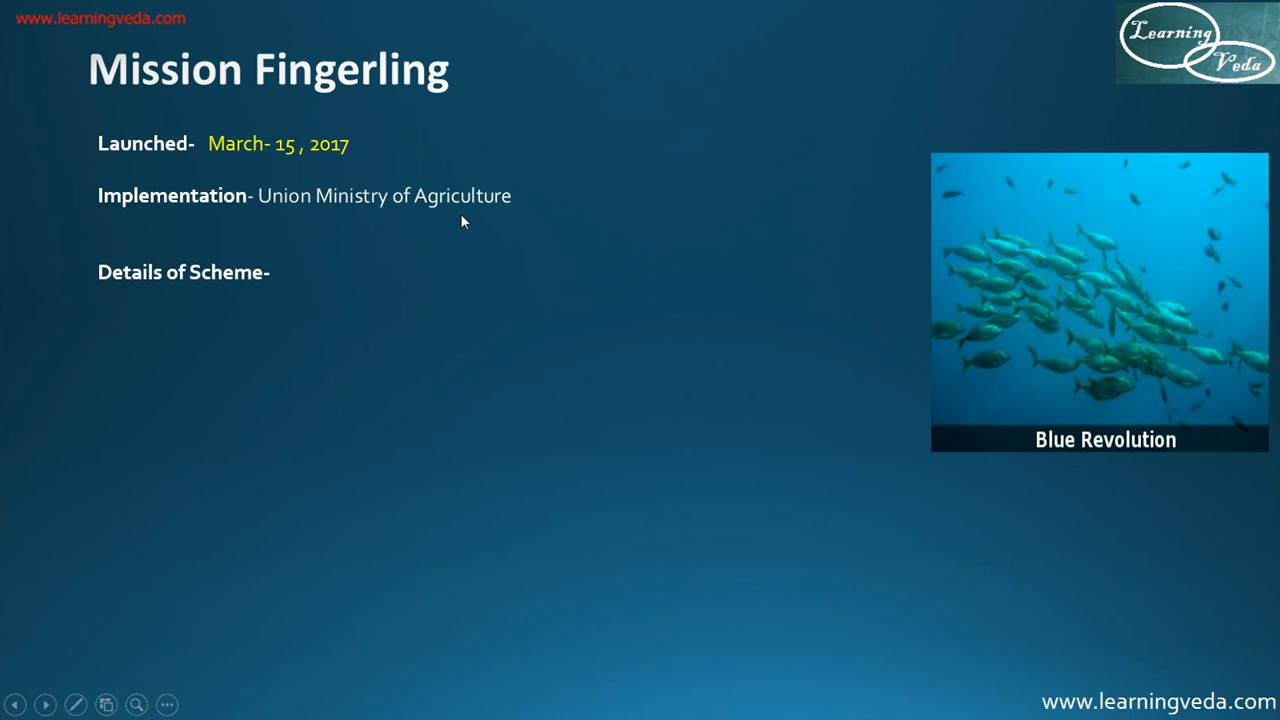 www.learningveda.com
Learning
Veda
Mission Fingerling
Launched- March- 15 , 2017
Implementation- Union Ministry of Agriculture
Details of Scheme-
Blue Revolution
www.learningveda.com